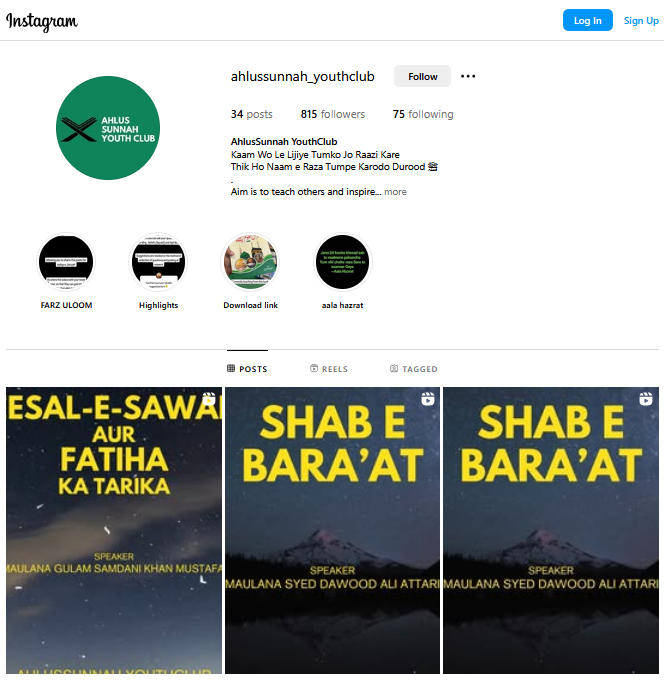 Instagram
Log In
Sign Up
ahlussunnah_youthclub
Follow
34 posts
815 followers
75 following
AHLUS
SUNNAH
YOUTH CLUB
AhlusSunnah YouthClub
Kaam Wo Le Lijiye Tumko Jo Raazi Kare
Thik Ho Naam e Raza Tumpe Karodo Durood ﷺ
.
Aim is to teach others and inspire... more
FARZ ULOOM
Highlights
Download link
aala hazrat
POSTS
REELS
TAGGED
ESAL-E-SAWA
AUR
FATIHA
KA TARIKA
SPEAKER
MAULANA GULAM SAMDANI KHAN MUSTAFA
AHLUSSUNNAH YOUTHCLUB
SHAB E
BARA'AT
SPEAKER
MAULANA SYED DAWOOD ALI ATTARI
SHAB E
BARA'AT
SPEAKER
MAULANA SYED DAWOOD ALI ATTARI